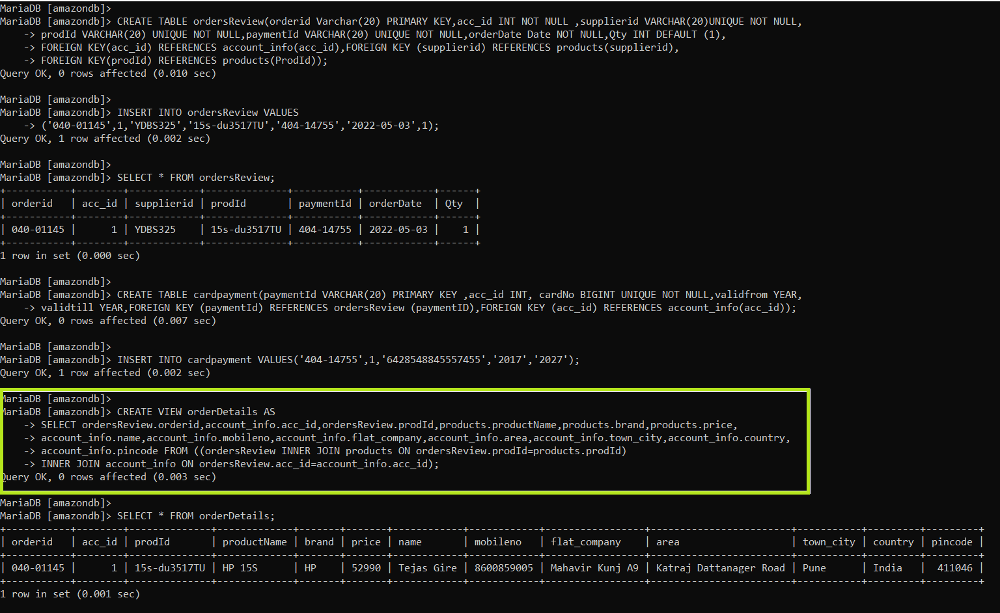 MariaDB [amazondb]>
MariaDB [amazondb]> CREATE TABLE ordersReview(orderid Varchar(20) PRIMARY KEY,acc_id INT NOT NULL ,supplierid VARCHAR(20)UNIQUE NOT NULL,
    -> prodId VARCHAR(20) UNIQUE NOT NULL,paymentId VARCHAR(20) UNIQUE NOT NULL,orderDate Date NOT NULL,Qty INT DEFAULT (1),
    -> FOREIGN KEY(acc_id) REFERENCES account_info(acc_id),FOREIGN KEY (supplierid) REFERENCES products(supplierid),
    -> FOREIGN KEY(prodId) REFERENCES products(ProdId));
Query OK, 0 rows affected (0.010 sec)

MariaDB [amazondb]>
MariaDB [amazondb]> INSERT INTO ordersReview VALUES
    -> ('040-01145',1,'YDBS325','15s-du3517TU','404-14755','2022-05-03',1);
Query OK, 1 row affected (0.002 sec)

MariaDB [amazondb]>
MariaDB [amazondb]> SELECT * FROM ordersReview;
+-----------+--------+------------+--------------+-----------+------------+------+
| orderid   | acc_id | supplierid | prodId       | paymentId | orderDate  | Qty  |
+-----------+--------+------------+--------------+-----------+------------+------+
| 040-01145 |      1 | YDBS325    | 15s-du3517TU | 404-14755 | 2022-05-03 |    1 |
+-----------+--------+------------+--------------+-----------+------------+------+
1 row in set (0.000 sec)

MariaDB [amazondb]>
MariaDB [amazondb]> CREATE TABLE cardpayment(paymentId VARCHAR(20) PRIMARY KEY ,acc_id INT, cardNo BIGINT UNIQUE NOT NULL,validfrom YEAR,
    -> validtill YEAR,FOREIGN KEY (paymentId) REFERENCES ordersReview (paymentID),FOREIGN KEY (acc_id) REFERENCES account_info(acc_id));
Query OK, 0 rows affected (0.007 sec)

MariaDB [amazondb]>
MariaDB [amazondb]> INSERT INTO cardpayment VALUES('404-14755',1,'6428548845557455','2017','2027');
Query OK, 1 row affected (0.002 sec)

MariaDB [amazondb]>
MariaDB [amazondb]> CREATE VIEW orderDetails AS
    -> SELECT ordersReview.orderid,account_info.acc_id,ordersReview.prodId,products.productName,products.brand,products.price,
    -> account_info.name,account_info.mobileno,account_info.flat_company,account_info.area,account_info.town_city,account_info.country,
    -> account_info.pincode FROM ((ordersReview INNER JOIN products ON ordersReview.prodId=products.prodId)
    -> INNER JOIN account_info ON ordersReview.acc_id=account_info.acc_id);
Query OK, 0 rows affected (0.003 sec)

MariaDB [amazondb]>
MariaDB [amazondb]> SELECT * FROM orderDetails;
+-----------+--------+--------------+-------------+-------+-------+------------+------------+-----------------+------------------------+-----------+---------+---------+
| orderid   | acc_id | prodId       | productName | brand | price | name       | mobileno   | flat_company    | area                   | town_city | country | pincode |
+-----------+--------+--------------+-------------+-------+-------+------------+------------+-----------------+------------------------+-----------+---------+---------+
| 040-01145 |      1 | 15s-du3517TU | HP 15S      | HP    | 52990 | Tejas Gire | 8600859005 | Mahavir Kunj A9 | Katraj Dattanager Road | Pune      | India   |  411046 |
+-----------+--------+--------------+-------------+-------+-------+------------+------------+-----------------+------------------------+-----------+---------+---------+
1 row in set (0.001 sec)